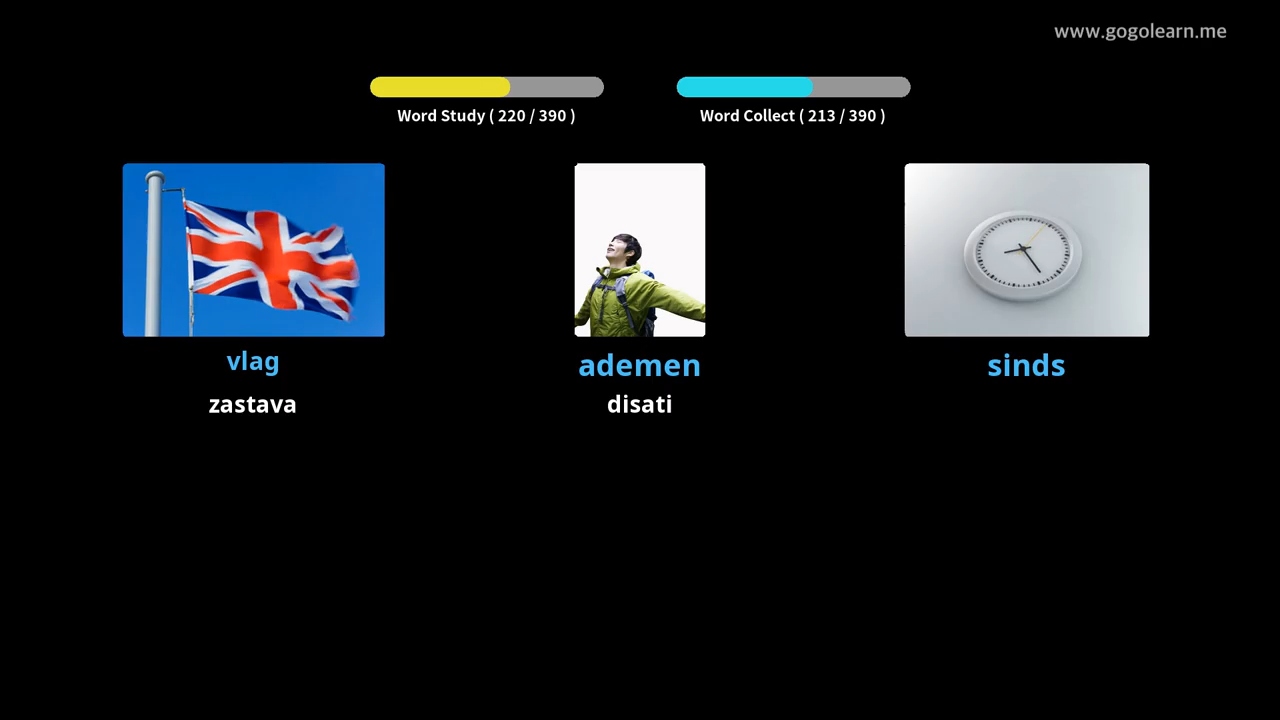 www.gogolearn.me
Word Study ( 220 / 390 )
Word Collect ( 213 / 390 )
vlag
ademen
sinds
zastava
disati